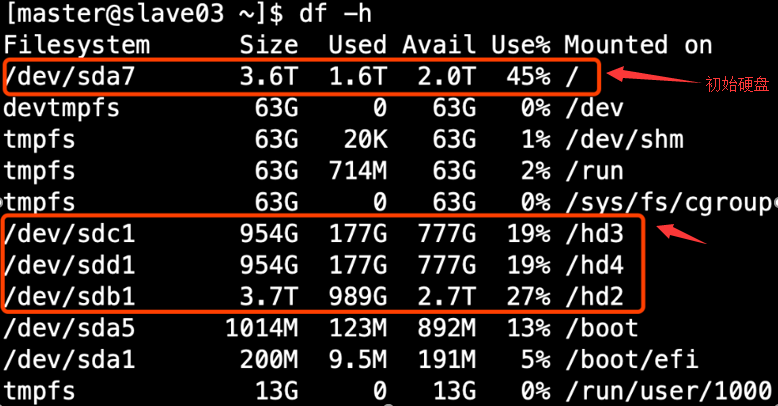 [master@slave03 ~]$ df -h
Filesystem Size Used Avail Use% Mounted on
/dev/sda7 3.6T 1.6T 2.0T 45% / 初始硬盘
devtmpfs 63G 0 63G 0% /dev
tmpfs 63G 20K 63G 1% /dev/shm
tmpfs 63G 714M 63G 2% /run
tmpfs 63G 0 63G 0% /sys/fs/cgroup
/dev/sdc1 954G 177G 777G 19% /hd3
/dev/sdd1 954G 177G 777G 19% /hd4
/dev/sdb1 3.7T 989G 2.7T 27% /hd2
/dev/sda5 1014M 123M 892M 13% /boot
/dev/sda1 200M 9.5M 191M 5% /boot/efi
tmpfs 13G 0 13G 0% /run/user/1000